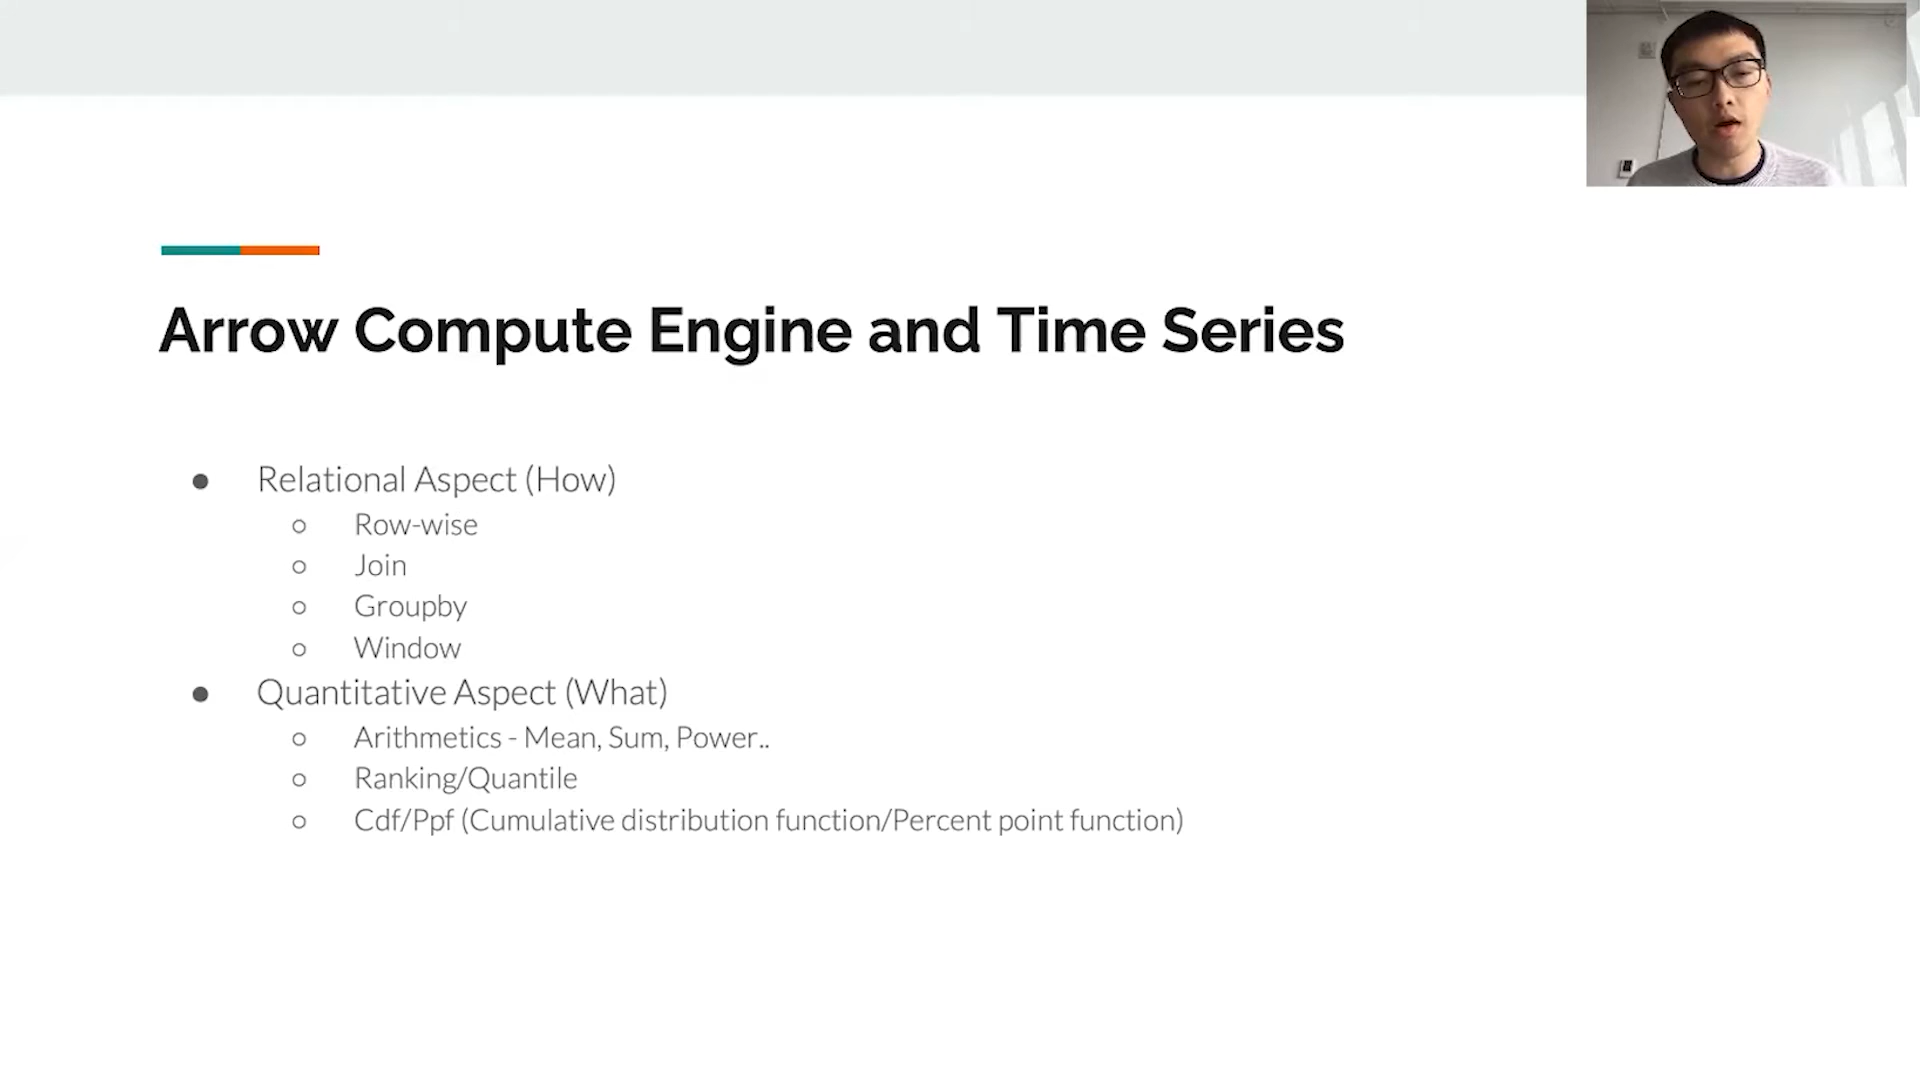 Arrow Compute Engine and Time Series
● Relational Aspect (How)
○ Row-wise
○ Join
○ Groupby
○ Window
● Quantitative Aspect (What)
○ Arithmetics - Mean, Sum, Power..
○ Ranking/Quantile
○ Cdf/Ppf (Cumulative distribution function/Percent point function)